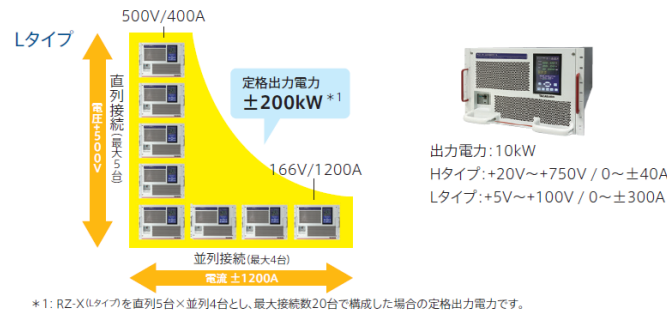 500V/400A
Lタイプ
定格出力電力
±200kW *1
電圧±500V
直列接続(最大5台)
166V/1200A
並列接続(最大4台)
電流 ±1200A
出力電力:10kW
Hタイプ:+20V～+750V / 0～±40A
Lタイプ:+5V～+100V / 0～±300A
*1: RZ-X(Lタイプ)を直列5台×並列4台とし、最大接続数20台で構成した場合の定格出力電力です。